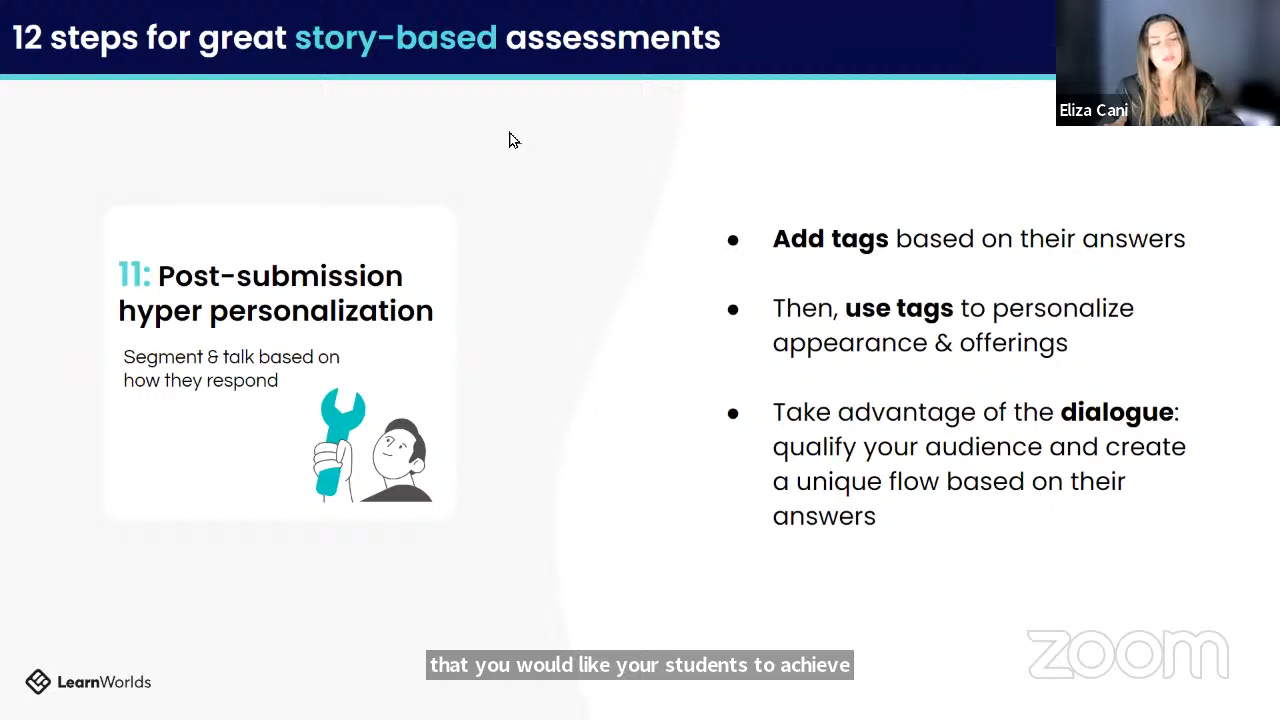 12 steps for great story-based assessments
Eliza Cani
11: Post-submission
hyper personalization
Segment & talk based on
how they respond
● Add tags based on their answers
● Then, use tags to personalize
appearance & offerings
● Take advantage of the dialogue:
qualify your audience and create
a unique flow based on their
answers
that you would like your students to achieve
zoom
LearnWorlds